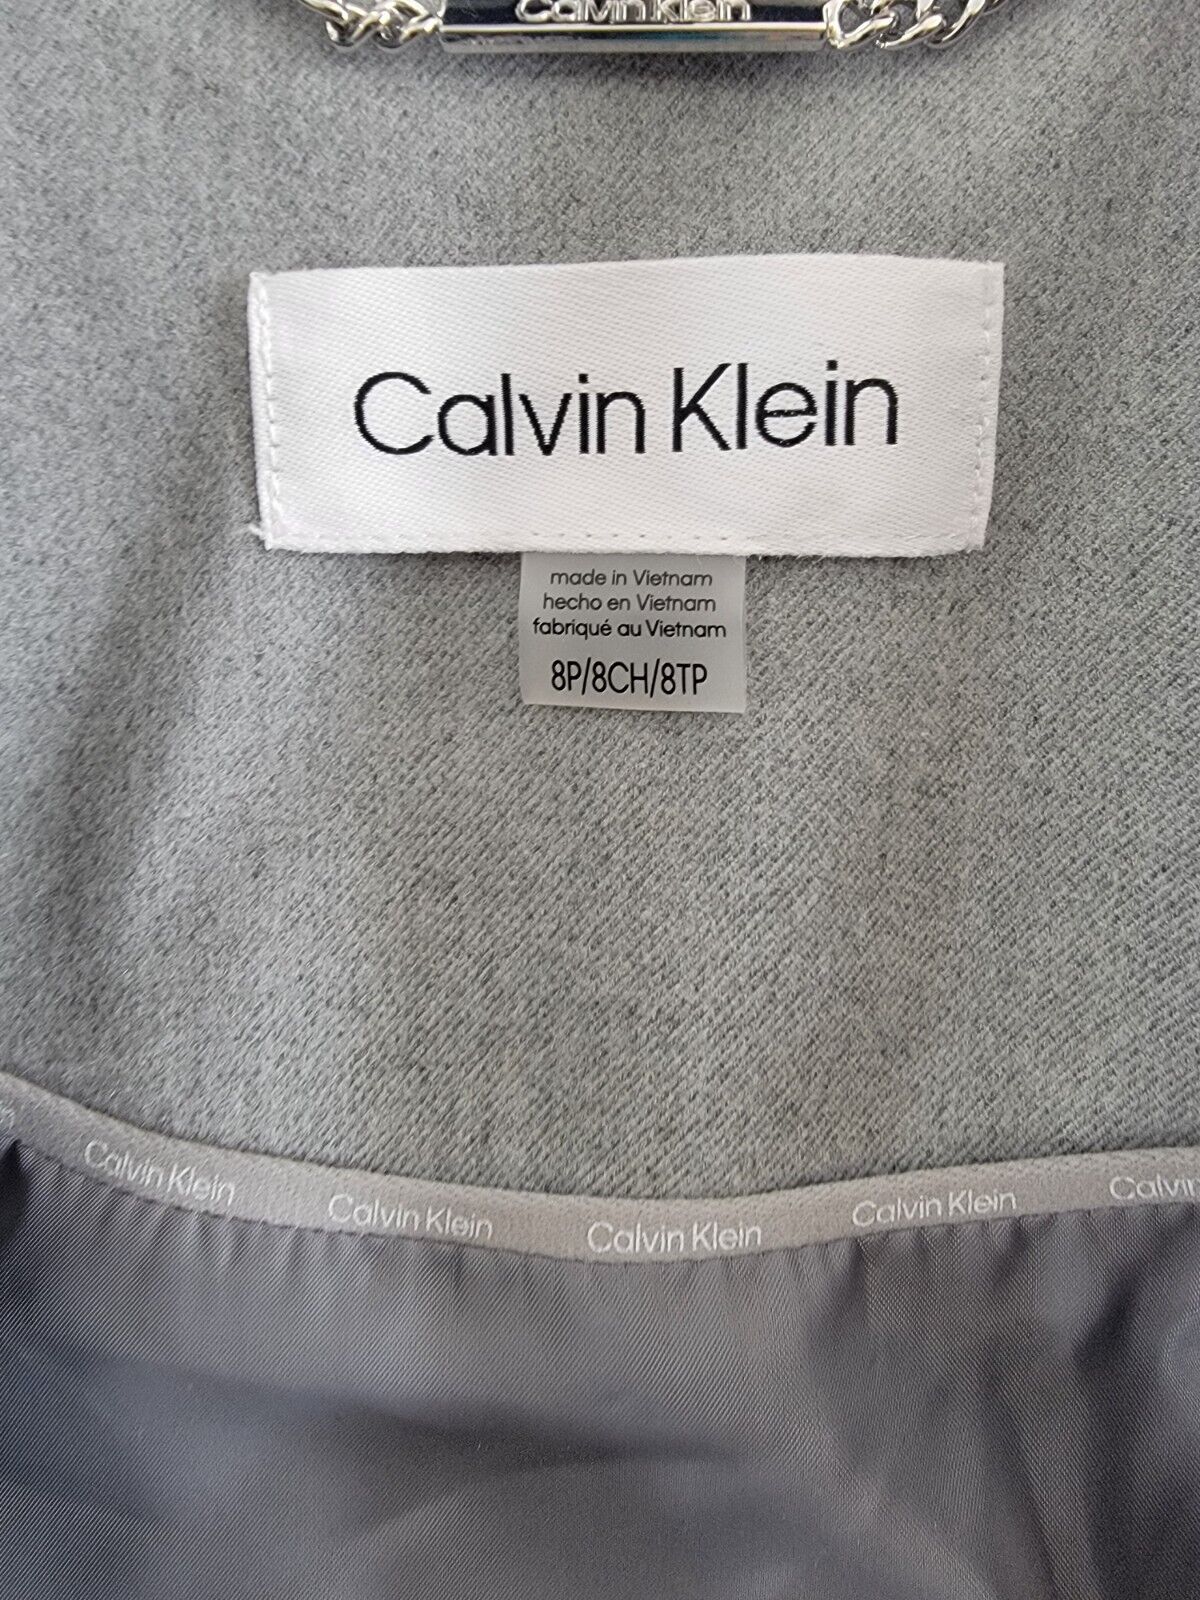 Calvin Klein
Calvin Klein
made in Vietnam
hecho en Vietnam
fabriqué au Vietnam
8P/8CH/8TP
Calvin Klein Calvin Klein Calvin Klein Calvin Klein Calvin